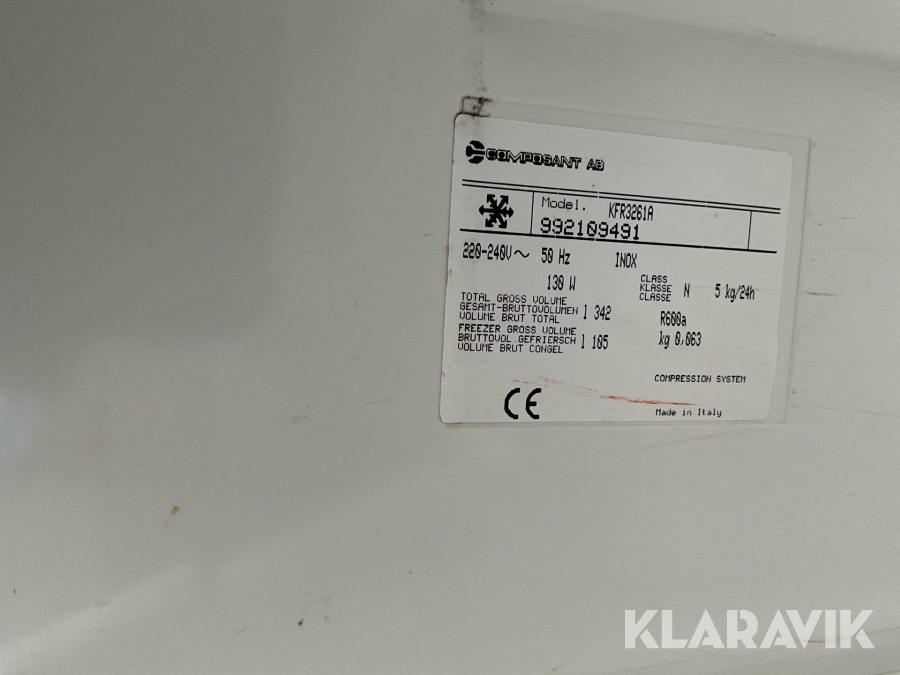 COMPOSANT AB
Model. KFR3261A
992109491
220-240V~ 50 Hz INOX
130 W
CLASS
KLASSE N 5 kg/24h
CLASSE
TOTAL GROSS VOLUME
GESAMT-BRUTTOVOLUMEN l 342
VOLUME BRUT TOTAL
R600a
FREEZER GROSS VOLUME
BRUTTOVOL.GEFRIERSCH l 105
VOLUME BRUT CONGEL
kg 0,063
COMPRESSION SYSTEM
CE
Made in Italy
KLARAVIK